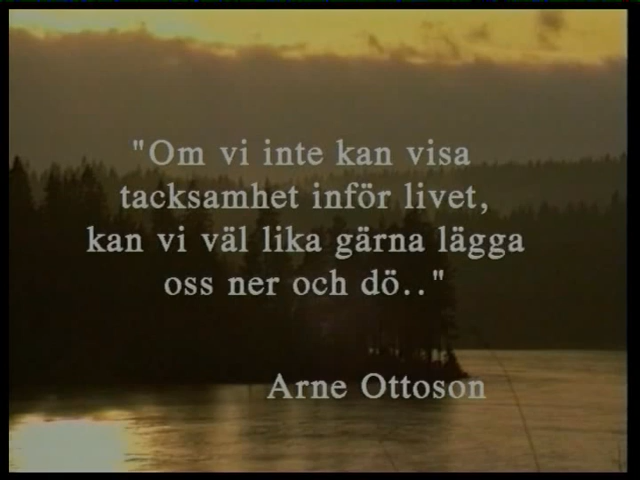 "Om vi inte kan visa
tacksamhet inför livet,
kan vi väl lika gärna lägga
oss ner och dö.."
Arne Ottoson